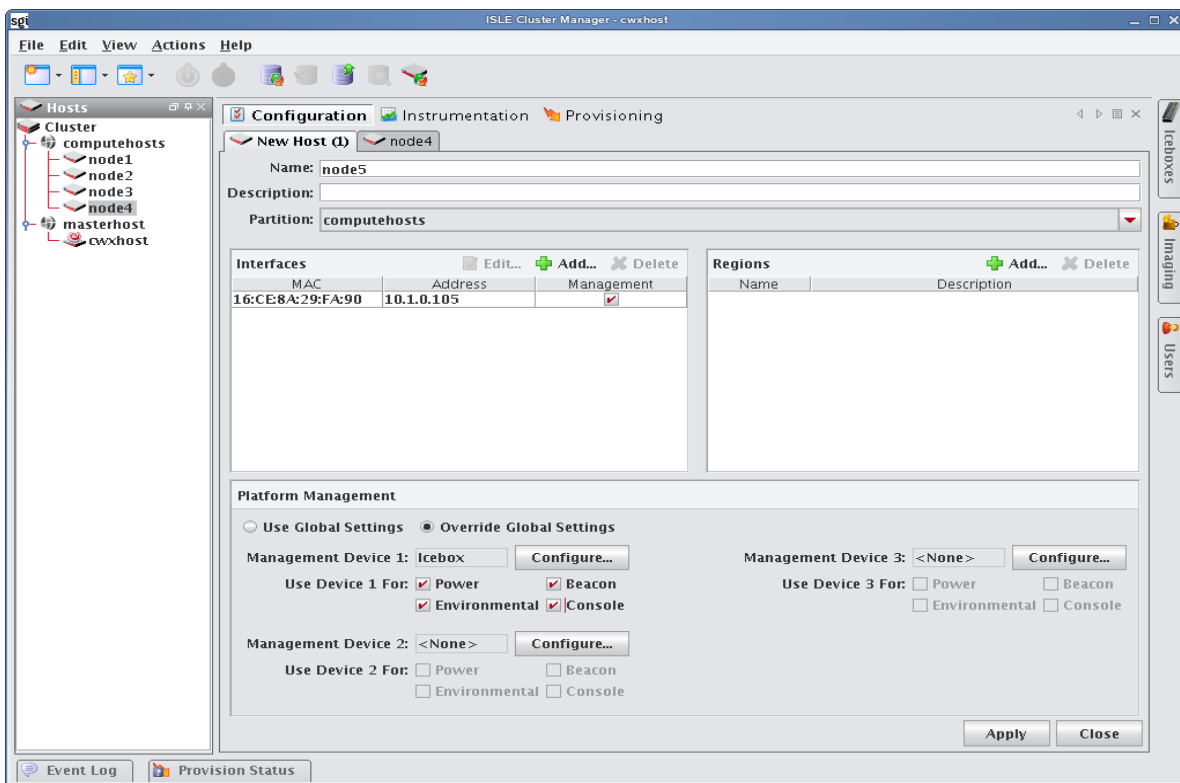 sgi
ISLE Cluster Manager - cwxhost
File Edit View Actions Help
Hosts
Cluster
computehosts
node1
node2
node3
node4
masterhost
cwxhost
Configuration Instrumentation Provisioning
New Host (1) node4
Name: node5
Description:
Partition: computehosts
Interfaces Edit... Add... Delete
MAC Address Management
16:CE:8A:29:FA:90 10.1.0.105
Regions Add... Delete
Name Description
Platform Management
Use Global Settings Override Global Settings
Management Device 1: Icebox Configure...
Use Device 1 For: Power Beacon
Environmental Console
Management Device 2: <None> Configure...
Use Device 2 For: Power Beacon
Environmental Console
Management Device 3: <None> Configure...
Use Device 3 For: Power Beacon
Environmental Console
Apply Close
Iceboxes
Imaging
Users
Event Log Provision Status